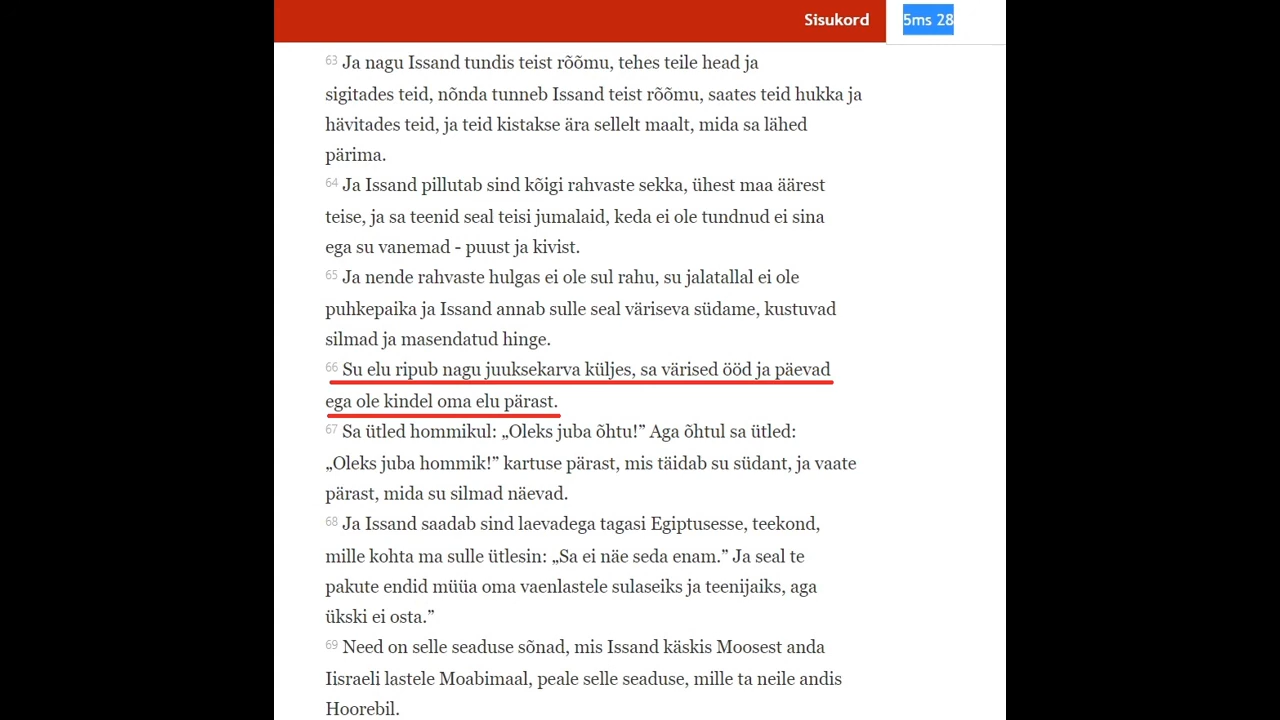 Sisukord 5ms 28
63 Ja nagu Issand tundis teist rõõmu, tehes teile head ja
sigitades teid, nõnda tunneb Issand teist rõõmu, saates teid hukka ja
hävitades teid, ja teid kistakse ära sellelt maalt, mida sa lähed
pärima.
64 Ja Issand pillutab sind kõigi rahvaste sekka, ühest maa äärest
teise, ja sa teenid seal teisi jumalaid, keda ei ole tundnud ei sina
ega su vanemad - puust ja kivist.
65 Ja nende rahvaste hulgas ei ole sul rahu, su jalatallal ei ole
puhkepaika ja Issand annab sulle seal väriseva südame, kustuvad
silmad ja masendatud hinge.
66 Su elu ripub nagu juuksekarva küljes, sa värised ööd ja päevad
ega ole kindel oma elu pärast.
67 Sa ütled hommikul: „Oleks juba õhtu!” Aga õhtul sa ütled:
„Oleks juba hommik!” kartuse pärast, mis täidab su südant, ja vaate
pärast, mida su silmad näevad.
68 Ja Issand saadab sind laevadega tagasi Egiptusesse, teekond,
mille kohta ma sulle ütlesin: „Sa ei näe seda enam.” Ja seal te
pakute endid müüa oma vaenlastele sulaseiks ja teenijaiks, aga
ükski ei osta.”
69 Need on selle seaduse sõnad, mis Issand käskis Moosest anda
Iisraeli lastele Moabimaal, peale selle seaduse, mille ta neile andis
Hoorebil.